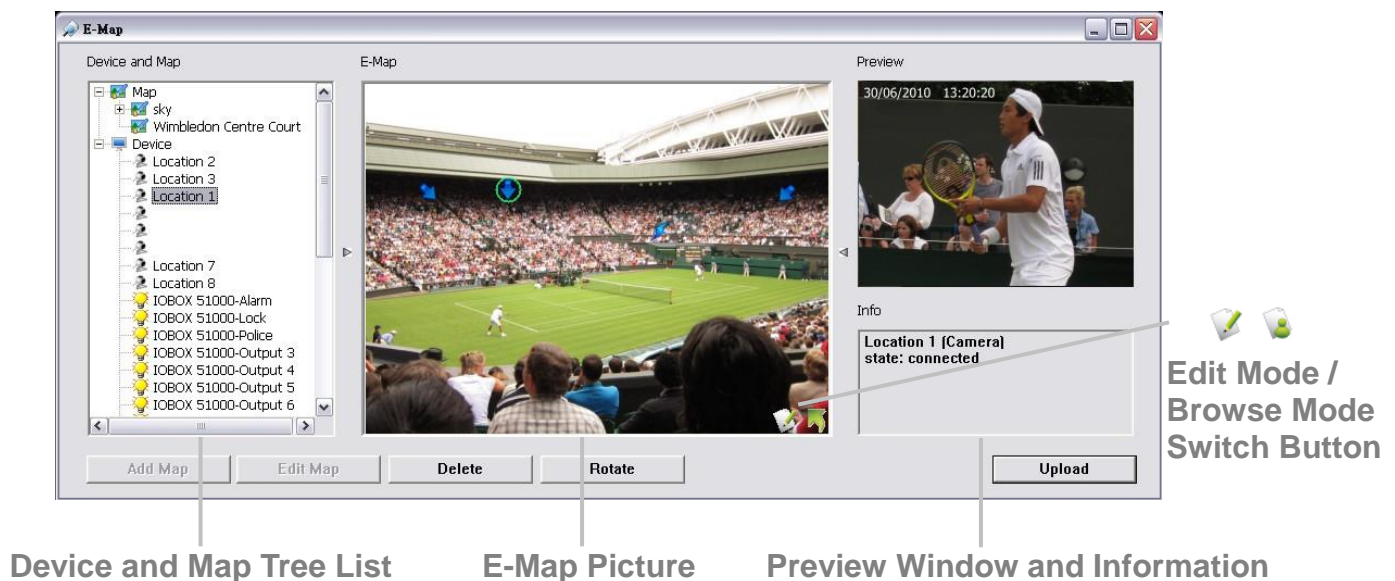 E-Map
Device and Map
E-Map
Preview
Map
sky
Wimbledon Centre Court
Device
Location 2
Location 3
Location 1
Location 7
Location 8
IOBOX 51000-Alarm
IOBOX 51000-Lock
IOBOX 51000-Police
IOBOX 51000-Output 3
IOBOX 51000-Output 4
IOBOX 51000-Output 5
IOBOX 51000-Output 6
30/06/2010 13:20:20
Info
Location 1 (Camera)
state: connected
Add Map
Edit Map
Delete
Rotate
Upload
Edit Mode /
Browse Mode
Switch Button
Device and Map Tree List
E-Map Picture
Preview Window and Information